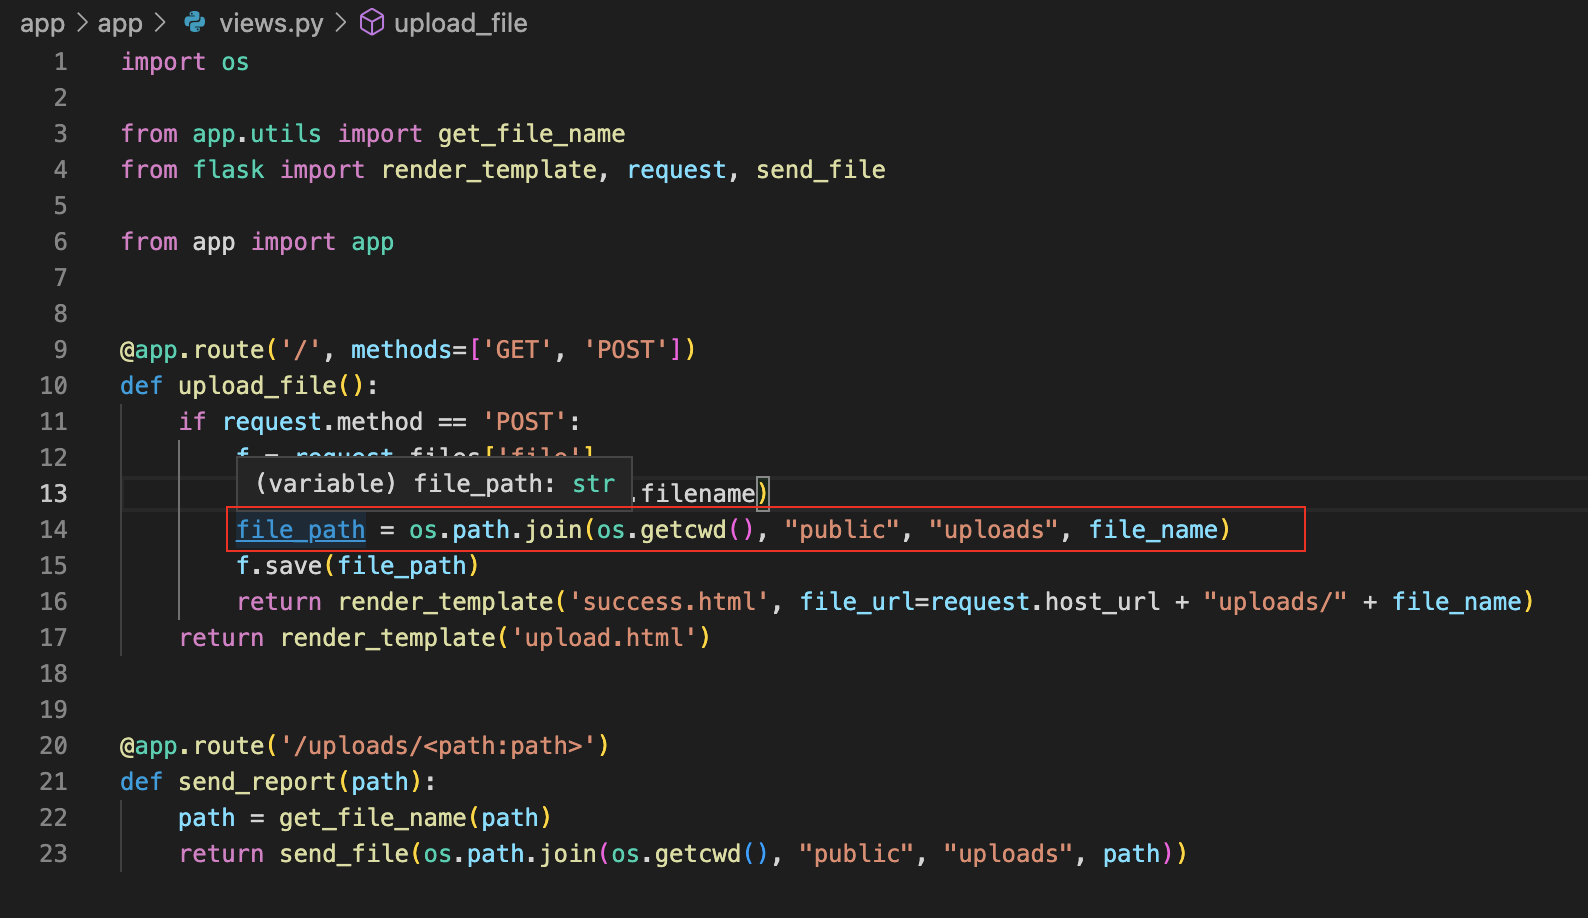 app > app > views.py > upload_file
1 import os
2
3 from app.utils import get_file_name
4 from flask import render_template, request, send_file
5
6 from app import app
7
8
9 @app.route('/', methods=['GET', 'POST'])
10 def upload_file():
11 if request.method == 'POST':
12 f = request.files['file']
(variable) file_path: str
13 .filename)
14 file_path = os.path.join(os.getcwd(), "public", "uploads", file_name)
15 f.save(file_path)
16 return render_template('success.html', file_url=request.host_url + "uploads/" + file_name)
17 return render_template('upload.html')
18
19
20 @app.route('/uploads/<path:path>')
21 def send_report(path):
22 path = get_file_name(path)
23 return send_file(os.path.join(os.getcwd(), "public", "uploads", path))